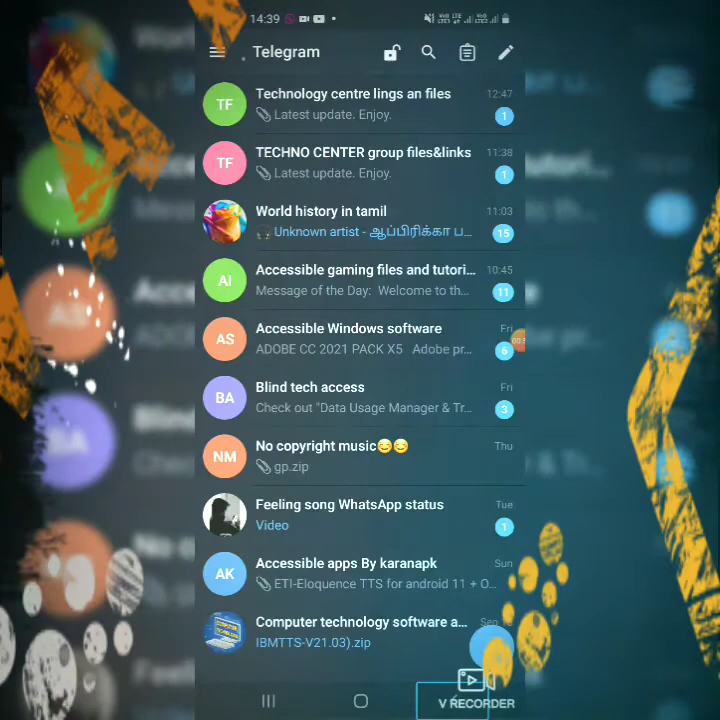 14:39
Telegram
TF
Technology centre lings an files
12:47
Latest update. Enjoy.
1
TF
TECHNO CENTER group files&links
11:38
Latest update. Enjoy.
1
World history in tamil
11:03
Unknown artist - ஆப்பிரிக்கா ப...
15
AI
Accessible gaming files and tutori...
10:45
Message of the Day: Welcome to th...
11
AS
Accessible Windows software
Fri
ADOBE CC 2021 PACK X5 Adobe pr...
6
BA
Blind tech access
Fri
Check out "Data Usage Manager & Tr...
3
NM
No copyright music😏😏
Thu
gp.zip
Feeling song WhatsApp status
Tue
Video
1
AK
Accessible apps By karanapk
Sun
ETI-Eloquence TTS for android 11 + O...
Computer technology software a...
Sep
IBMTTS-V21.03).zip
V RECORDER